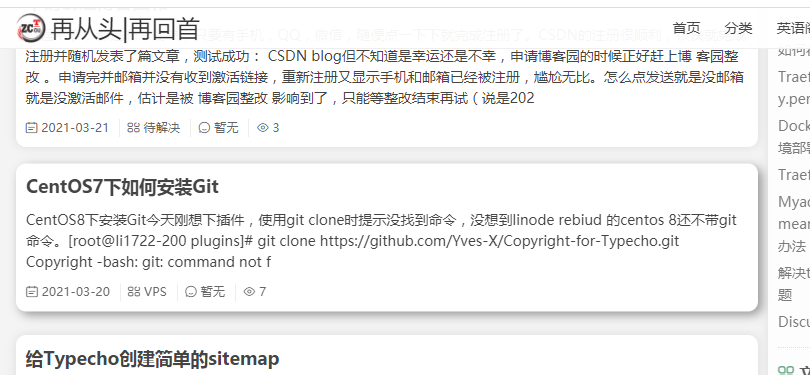 再从头|再回首
首页 分类 英语阅
注册并随机发表了篇文章，测试成功： CSDN blog但不知道是幸运还是不幸，申请博客园的时候正好赶上博 客园整
改 。申请完并邮箱并没有收到激活链接，重新注册又显示手机和邮箱已经被注册，尴尬无比。怎么点发送就是没邮箱
就是没激活邮件，估计是被 博客园整改 影响到了，只能等整改结束再试（说是202
2021-03-21 待解决 暂无 3
CentOS7下如何安装Git
CentOS8下安装Git今天刚想下插件，使用git clone时提示没找到命令，没想到linode rebiud 的centos 8还不带git
命令。[root@li1722-200 plugins]# git clone https://github.com/Yves-X/Copyright-for-Typecho.git
Copyright -bash: git: command not f
2021-03-20 VPS 暂无 7
给Typecho创建简单的sitemap
Traef
y.per
Dock
境部署
Traef
Myac
mear
办法
解决t
题
Discu